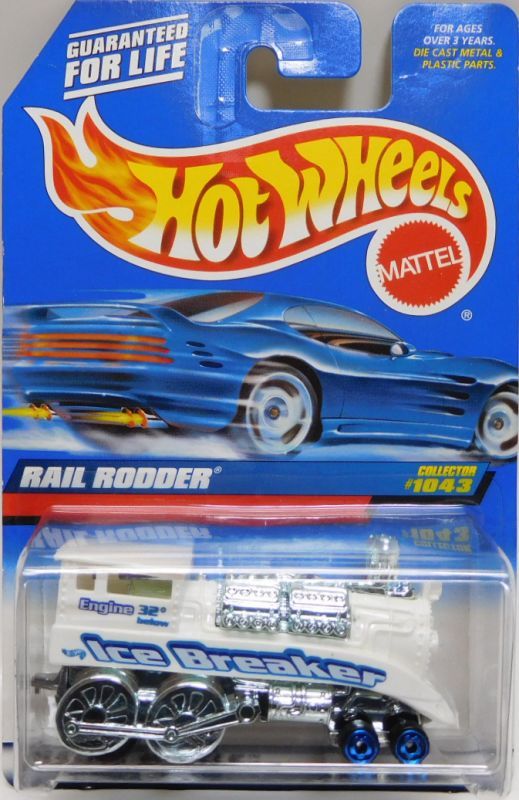 GUARANTEED
FOR LIFE
FOR AGES
OVER 3 YEARS.
DIE CAST METAL &
PLASTIC PARTS.
Hot Wheels
MATTEL
®
RAIL RODDER®
COLLECTOR
#1043
Engine 32°
below
Ice Breaker